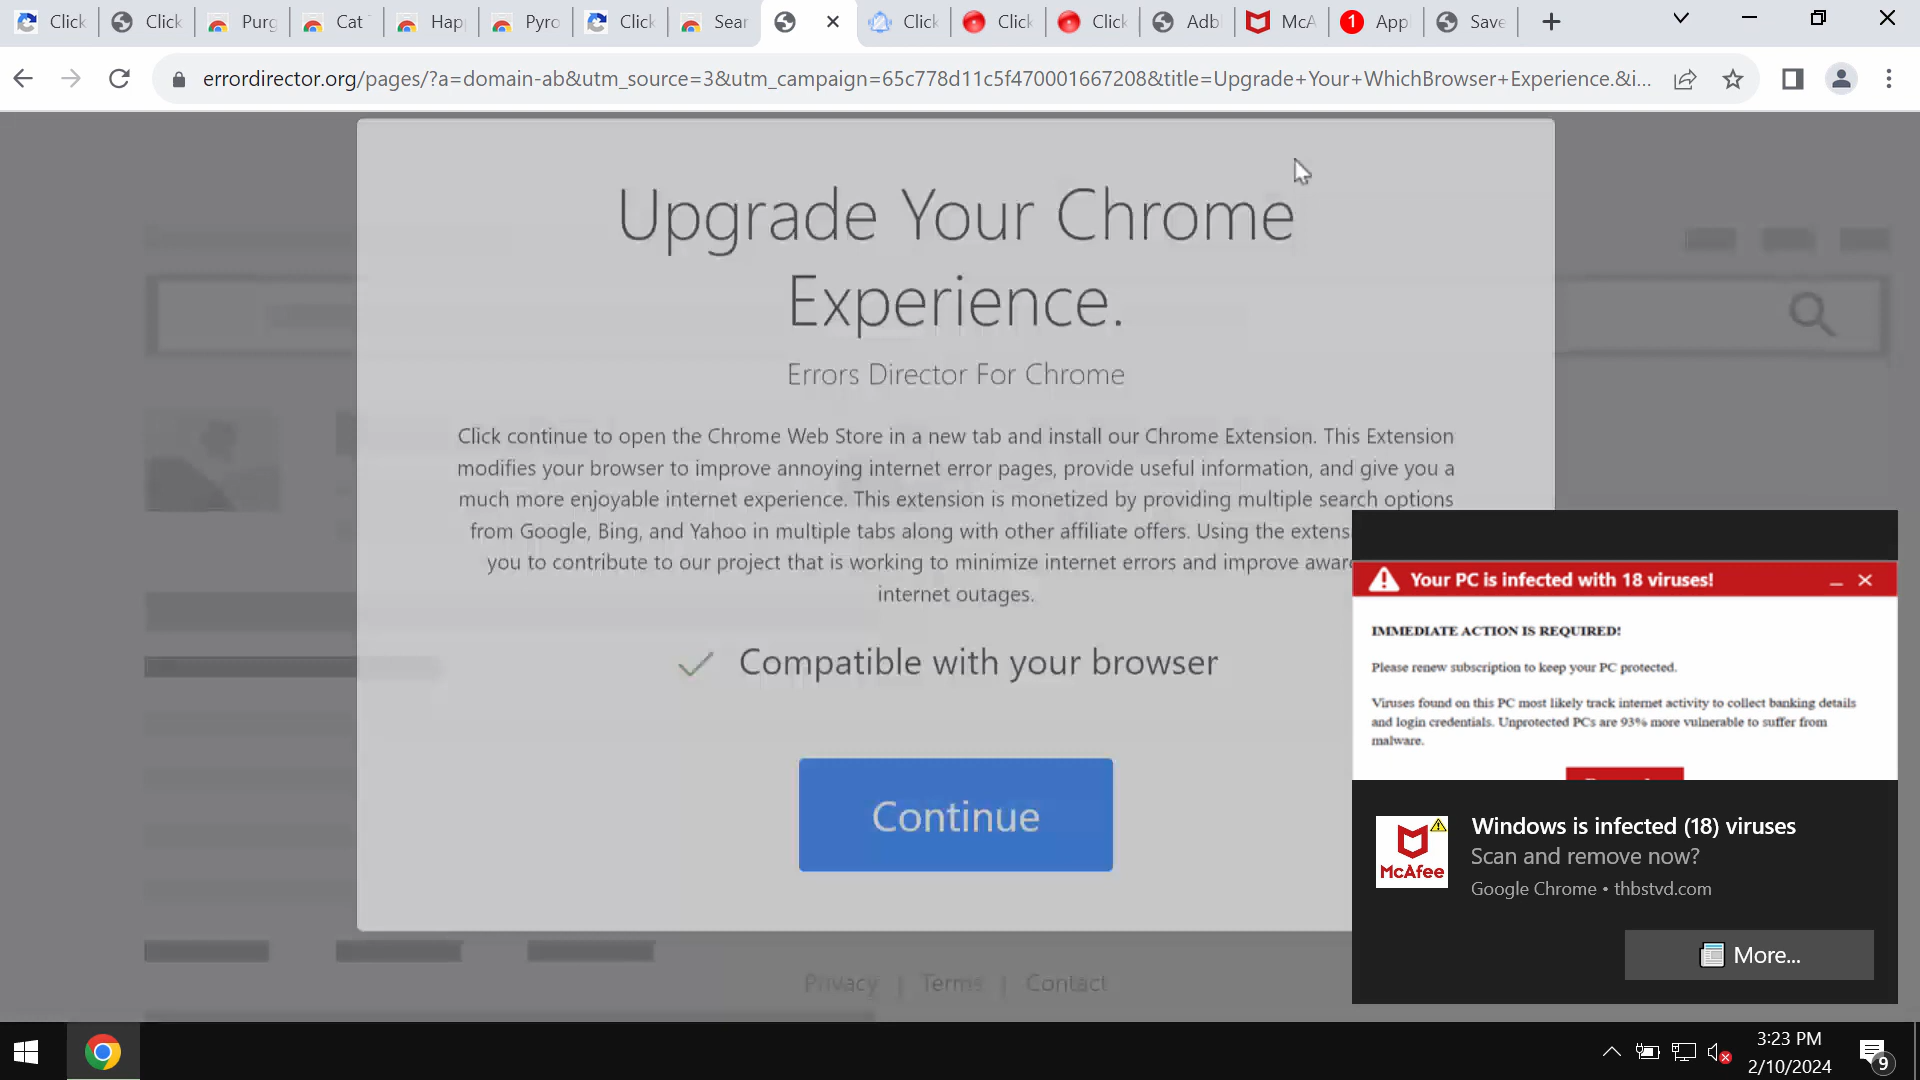 Click
Click
Purg
Cat
Hap
Pyro
Click
Sear
Click
Click
Click
Adb
McA
Appl
Save
errordirector.org/pages/?a=domain-ab&utm_source=3&utm_campaign=65c778d11c5f470001667208&title=Upgrade+Your+WhichBrowser+Experience.&i...
Upgrade Your Chrome
Experience.
Errors Director For Chrome
Click continue to open the Chrome Web Store in a new tab and install our Chrome Extension. This Extension
modifies your browser to improve annoying internet error pages, provide useful information, and give you a
much more enjoyable internet experience. This extension is monetized by providing multiple search options
from Google, Bing, and Yahoo in multiple tabs along with other affiliate offers. Using the extens
you to contribute to our project that is working to minimize internet errors and improve awar
internet outages.
Compatible with your browser
Continue
Privacy | Terms | Contact
Your PC is infected with 18 viruses!
IMMEDIATE ACTION IS REQUIRED!
Please renew subscription to keep your PC protected.
Viruses found on this PC most likely track internet activity to collect banking details
and login credentials. Unprotected PCs are 93% more vulnerable to suffer from
malware.
McAfee
Windows is infected (18) viruses
Scan and remove now?
Google Chrome • thbstvd.com
More...
3:23 PM
2/10/2024
9